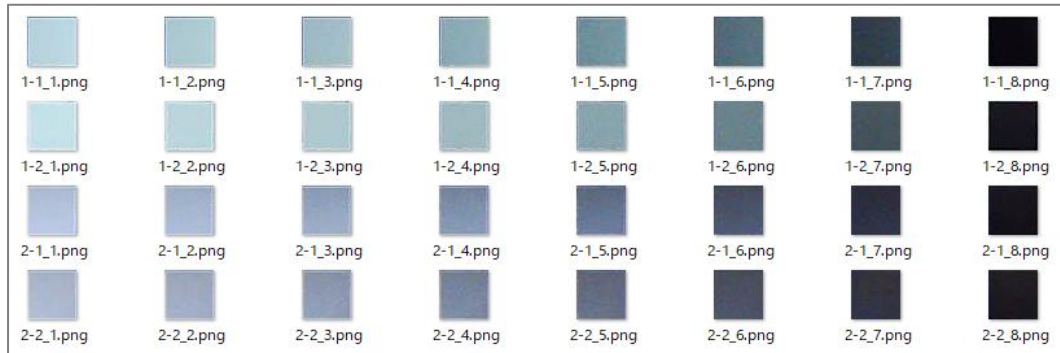 1-1_1.png 1-1_2.png 1-1_3.png 1-1_4.png 1-1_5.png 1-1_6.png 1-1_7.png 1-1_8.png
1-2_1.png 1-2_2.png 1-2_3.png 1-2_4.png 1-2_5.png 1-2_6.png 1-2_7.png 1-2_8.png
2-1_1.png 2-1_2.png 2-1_3.png 2-1_4.png 2-1_5.png 2-1_6.png 2-1_7.png 2-1_8.png
2-2_1.png 2-2_2.png 2-2_3.png 2-2_4.png 2-2_5.png 2-2_6.png 2-2_7.png 2-2_8.png